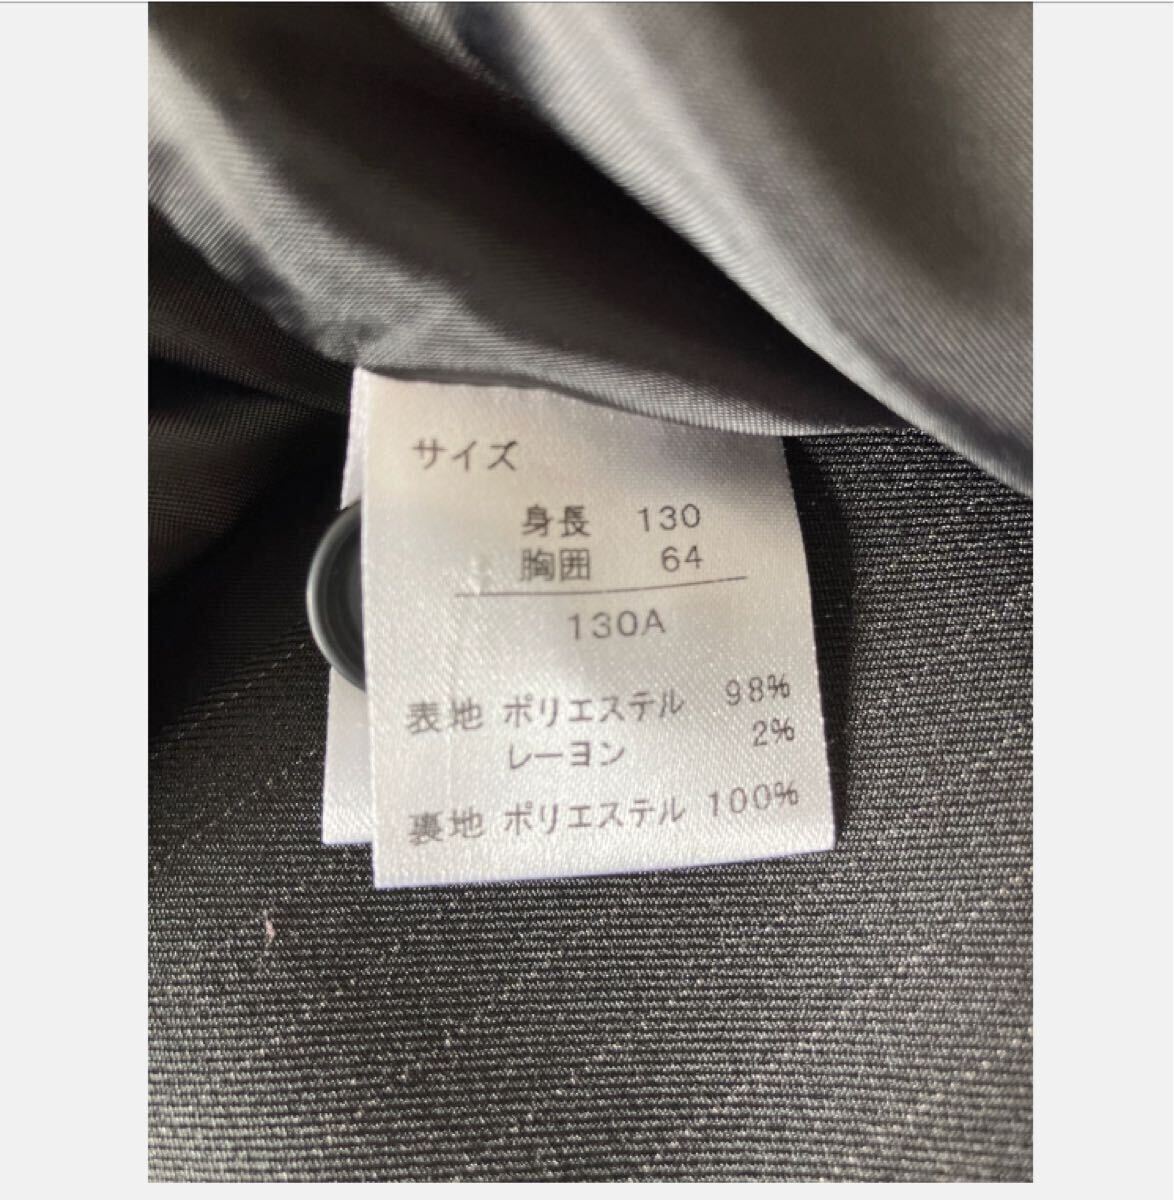 サイズ
身長 130
胸囲 64
130A
表地 ポリエステル 98%
レーヨン 2%
裏地 ポリエステル 100%